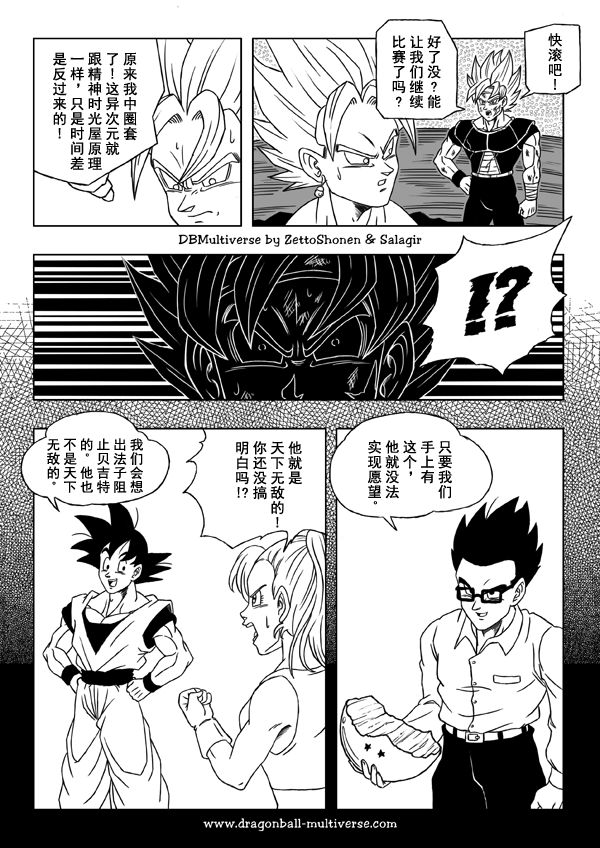 快滚吧！
好了没？能
让我们继续
比赛了吗？
原来我中圈套
了！这异次元就
跟精神时光屋原理
一样，只是时间差
是反过来的！
DBMultiverse by ZettoShonen & Salagir
!?
只要我们
手上有
这个，
他就没法
实现愿望。
他就是
天下无敌的！
你还没搞
明白吗!?
我们会想
出法子阻
止贝吉特
的。他也
不是天下
无敌的。
www.dragonball-multiverse.com